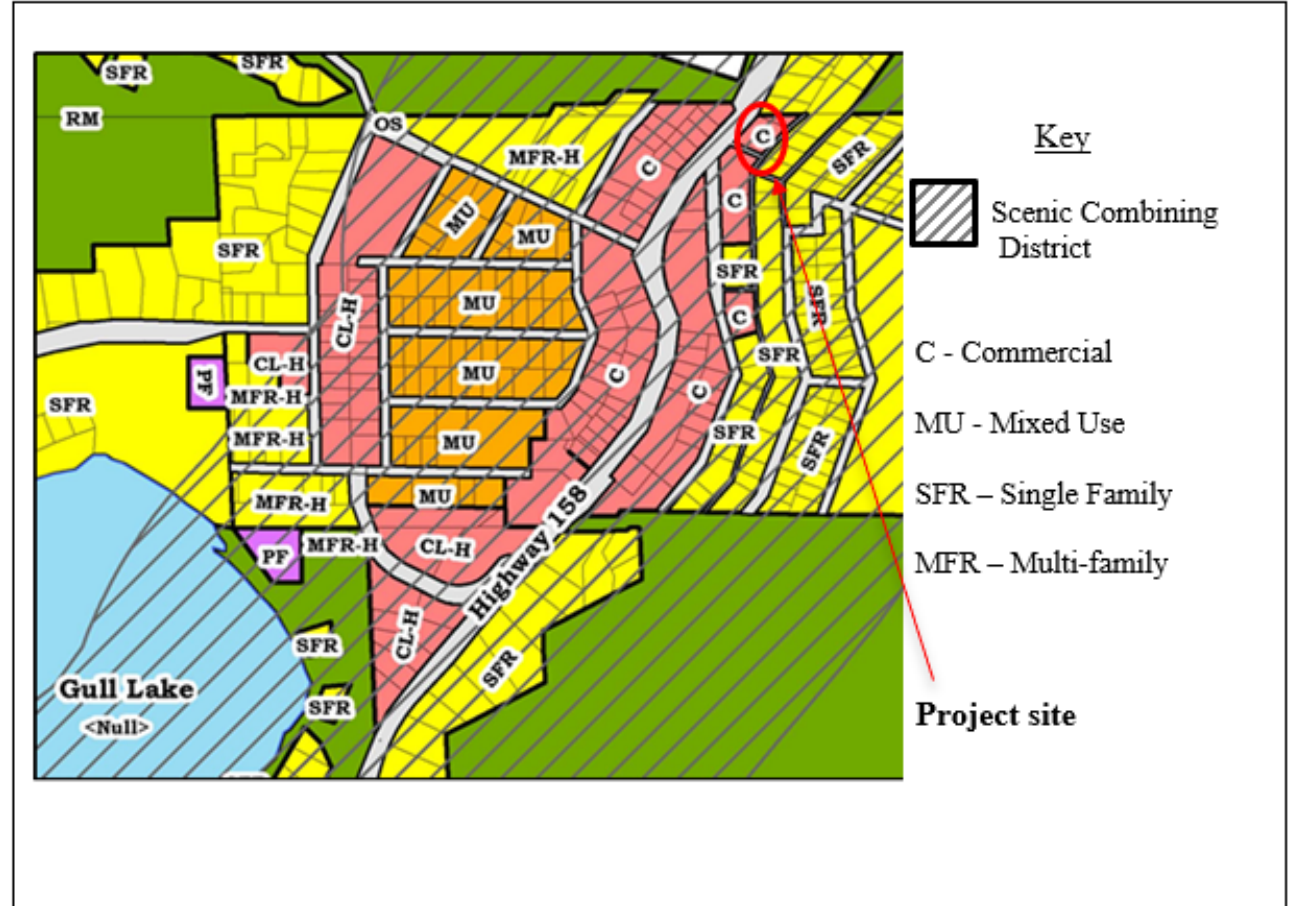 SFR
SFR
RM
OS
C
Key
MFR-H
C
SFR
MU
C
MU
Scenic Combining
District
SFR
SFR
MU
SFR
CL-H
C
C - Commercial
CL-H
SFR
PF
MU
C
MFR-H
C
SFR
MU - Mixed Use
MFR-H
MU
SFR
SFR
MU
SFR – Single Family
MFR-H
Highway 158
PF
MFR-H
CL-H
MFR – Multi-family
CL-H
SFR
SFR
Gull Lake
<Null>
SFR
Project site